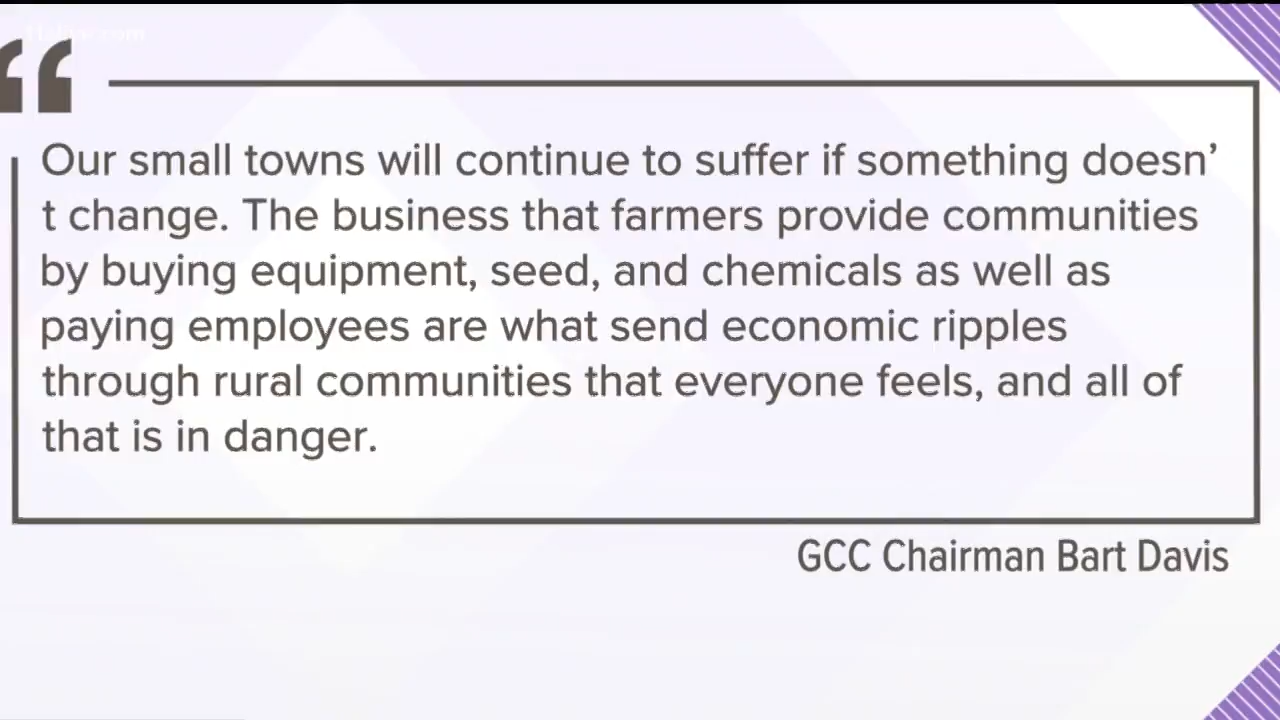 Our small towns will continue to suffer if something doesn’
t change. The business that farmers provide communities
by buying equipment, seed, and chemicals as well as
paying employees are what send economic ripples
through rural communities that everyone feels, and all of
that is in danger.
GCC Chairman Bart Davis